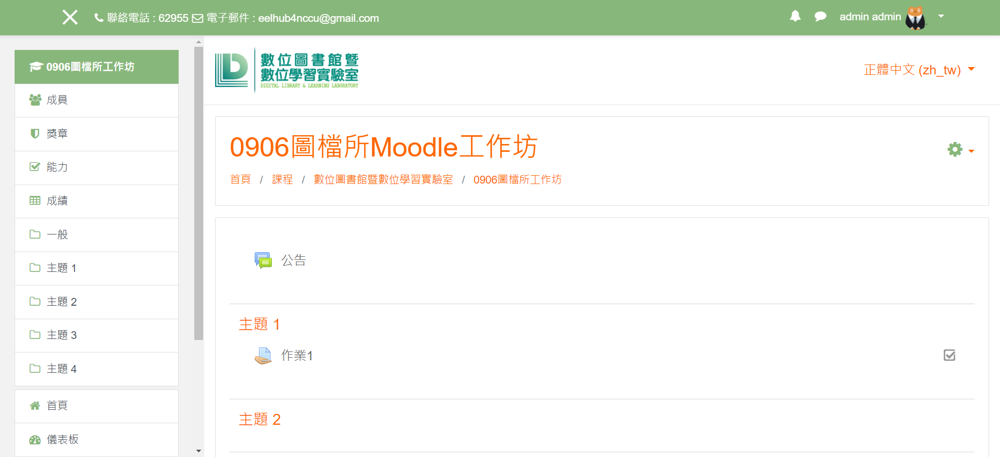 聯絡電話 : 62955 電子郵件 : eelhub4nccu@gmail.com
admin admin
0906圖檔所工作坊
成員
獎章
能力
成績
一般
主題 1
主題 2
主題 3
主題 4
首頁
儀表板
數位圖書館暨
數位學習實驗室
DIGITAL LIBRARY & LEARNING LABORATORY
正體中文 (zh_tw)
0906圖檔所Moodle工作坊
首頁 / 課程 / 數位圖書館暨數位學習實驗室 / 0906圖檔所工作坊
公告
主題 1
作業1
主題 2